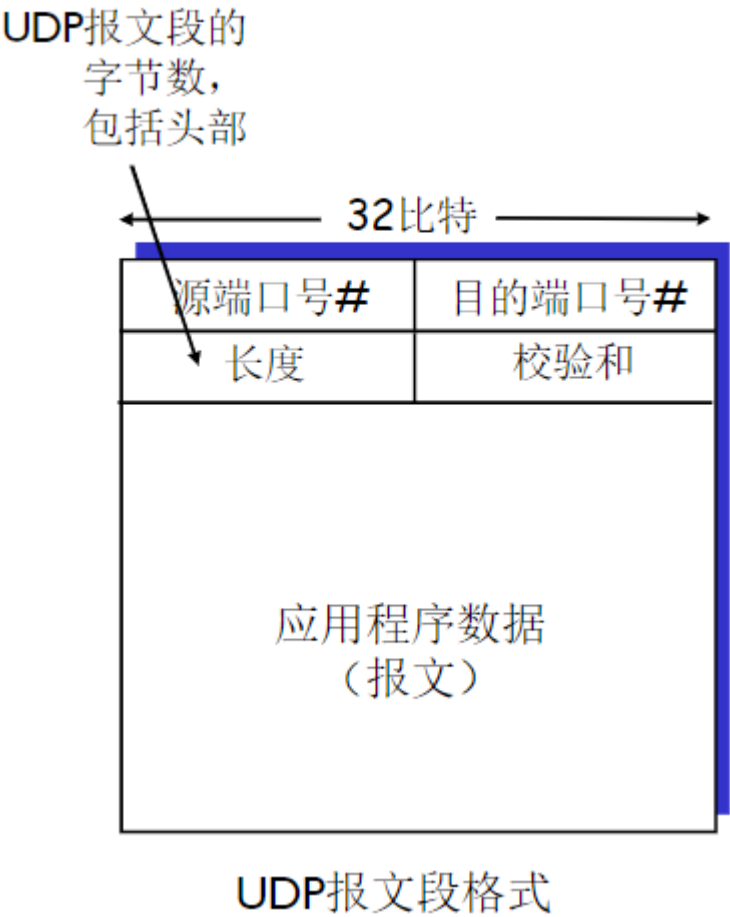 UDP报文段的
字节数，
包括头部
32比特
源端口号# 目的端口号#
长度 校验和
应用程序数据
（报文）
UDP报文段格式